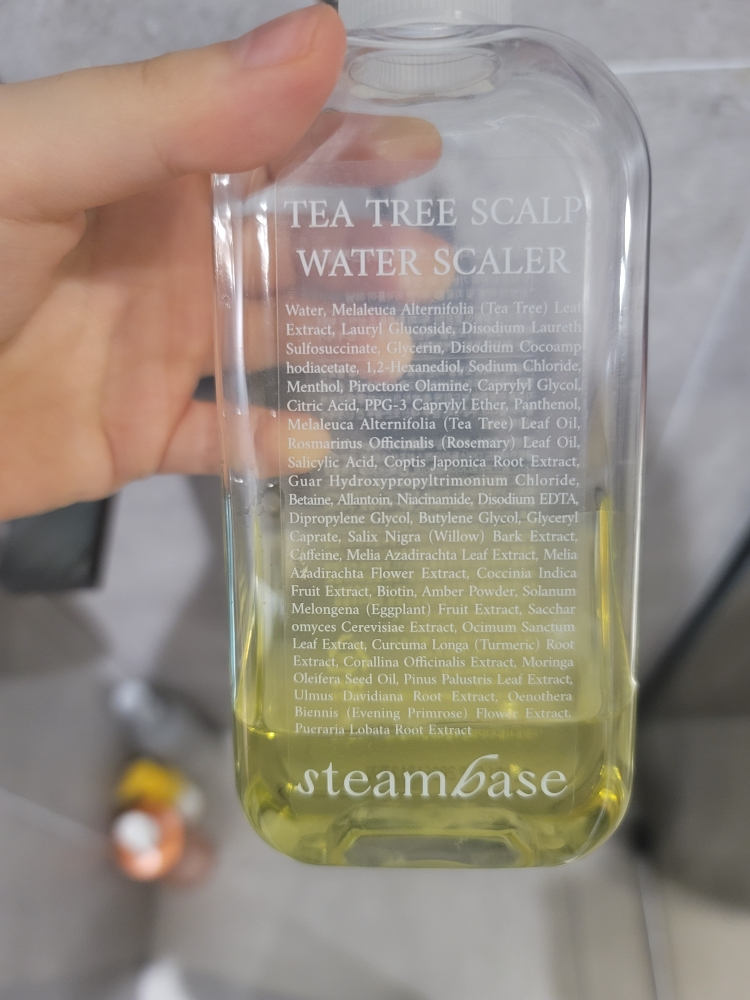 TEA TREE SCALP
WATER SCALER
Water, Melaleuca Alternifolia (Tea Tree) Leaf
Extract, Lauryl Glucoside, Disodium Laureth
Sulfosuccinate, Glycerin, Disodium Cocoamp
hodiacetate, 1,2-Hexanediol, Sodium Chloride,
Menthol, Piroctone Olamine, Caprylyl Glycol,
Citric Acid, PPG-3 Caprylyl Ether, Panthenol,
Melaleuca Alternifolia (Tea Tree) Leaf Oil,
Rosmarinus Officinalis (Rosemary) Leaf Oil,
Salicylic Acid, Coptis Japonica Root Extract,
Guar Hydroxypropyltrimonium Chloride,
Betaine, Allantoin, Niacinamide, Disodium EDTA,
Dipropylene Glycol, Butylene Glycol, Glyceryl
Caprate, Salix Nigra (Willow) Bark Extract,
Caffeine, Melia Azadirachta Leaf Extract, Melia
Azadirachta Flower Extract, Coccinia Indica
Fruit Extract, Biotin, Amber Powder, Solanum
Melongena (Eggplant) Fruit Extract, Sacchar
omyces Cerevisiae Extract, Ocimum Sanctum
Leaf Extract, Curcuma Longa (Turmeric) Root
Extract, Corallina Officinalis Extract, Moringa
Oleifera Seed Oil, Pinus Palustris Leaf Extract,
Ulmus Davidiana Root Extract, Oenothera
Biennis (Evening Primrose) Flower Extract,
Pueraria Lobata Root Extract
steambase